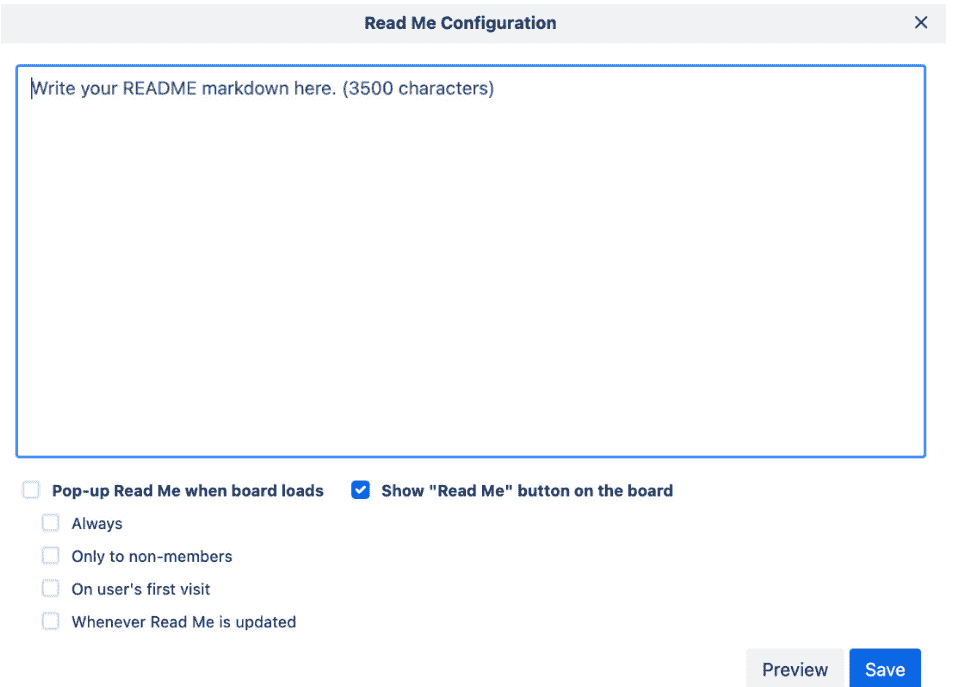 Read Me Configuration
Write your README markdown here. (3500 characters)
Pop-up Read Me when board loads Show "Read Me" button on the board
Always
Only to non-members
On user's first visit
Whenever Read Me is updated
Preview Save